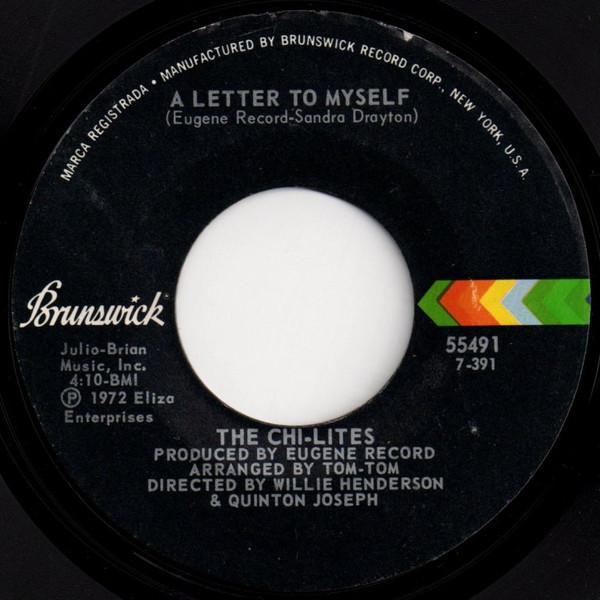 MARCA REGISTRADA • MANUFACTURED BY BRUNSWICK RECORD CORP., NEW YORK, U.S.A.
A LETTER TO MYSELF
(Eugene Record-Sandra Drayton)
Brunswick
Julio-Brian
Music, Inc.
4:10-BMI
Ⓟ 1972 Eliza
Enterprises
55491
7-391
THE CHI-LITES
PRODUCED BY EUGENE RECORD
ARRANGED BY TOM-TOM
DIRECTED BY WILLIE HENDERSON
& QUINTON JOSEPH